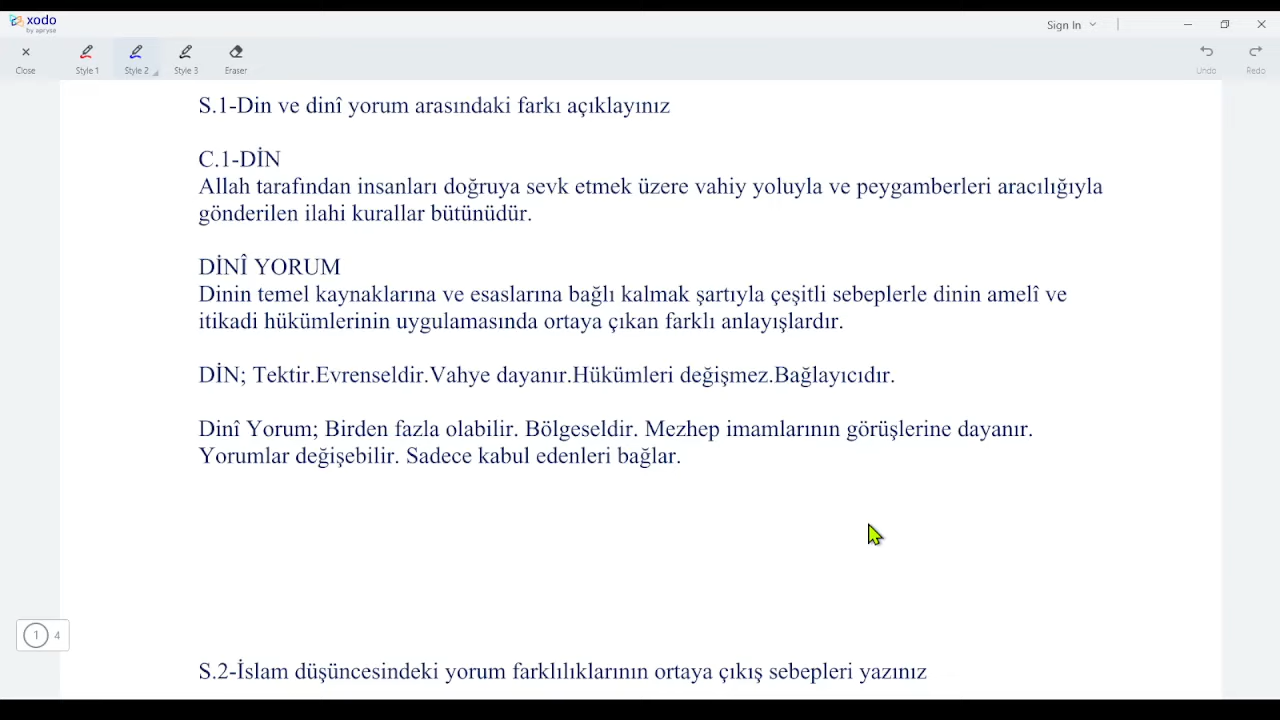 xodo
by apryse
Sign In
Close
Style 1
Style 2
Style 3
Eraser
Undo
Redo
S.1-Din ve dinî yorum arasındaki farkı açıklayınız
C.1-DİN
Allah tarafından insanları doğruya sevk etmek üzere vahiy yoluyla ve peygamberleri aracılığıyla
gönderilen ilahi kurallar bütünüdür.
DİNÎ YORUM
Dinin temel kaynaklarına ve esaslarına bağlı kalmak şartıyla çeşitli sebeplerle dinin amelî ve
itikadi hükümlerinin uygulamasında ortaya çıkan farklı anlayışlardır.
DİN; Tektir.Evrenseldir.Vahye dayanır.Hükümleri değişmez.Bağlayıcıdır.
Dinî Yorum; Birden fazla olabilir. Bölgeseldir. Mezhep imamlarının görüşlerine dayanır.
Yorumlar değişebilir. Sadece kabul edenleri bağlar.
1 4
S.2-İslam düşüncesindeki yorum farklılıklarının ortaya çıkış sebepleri yazınız